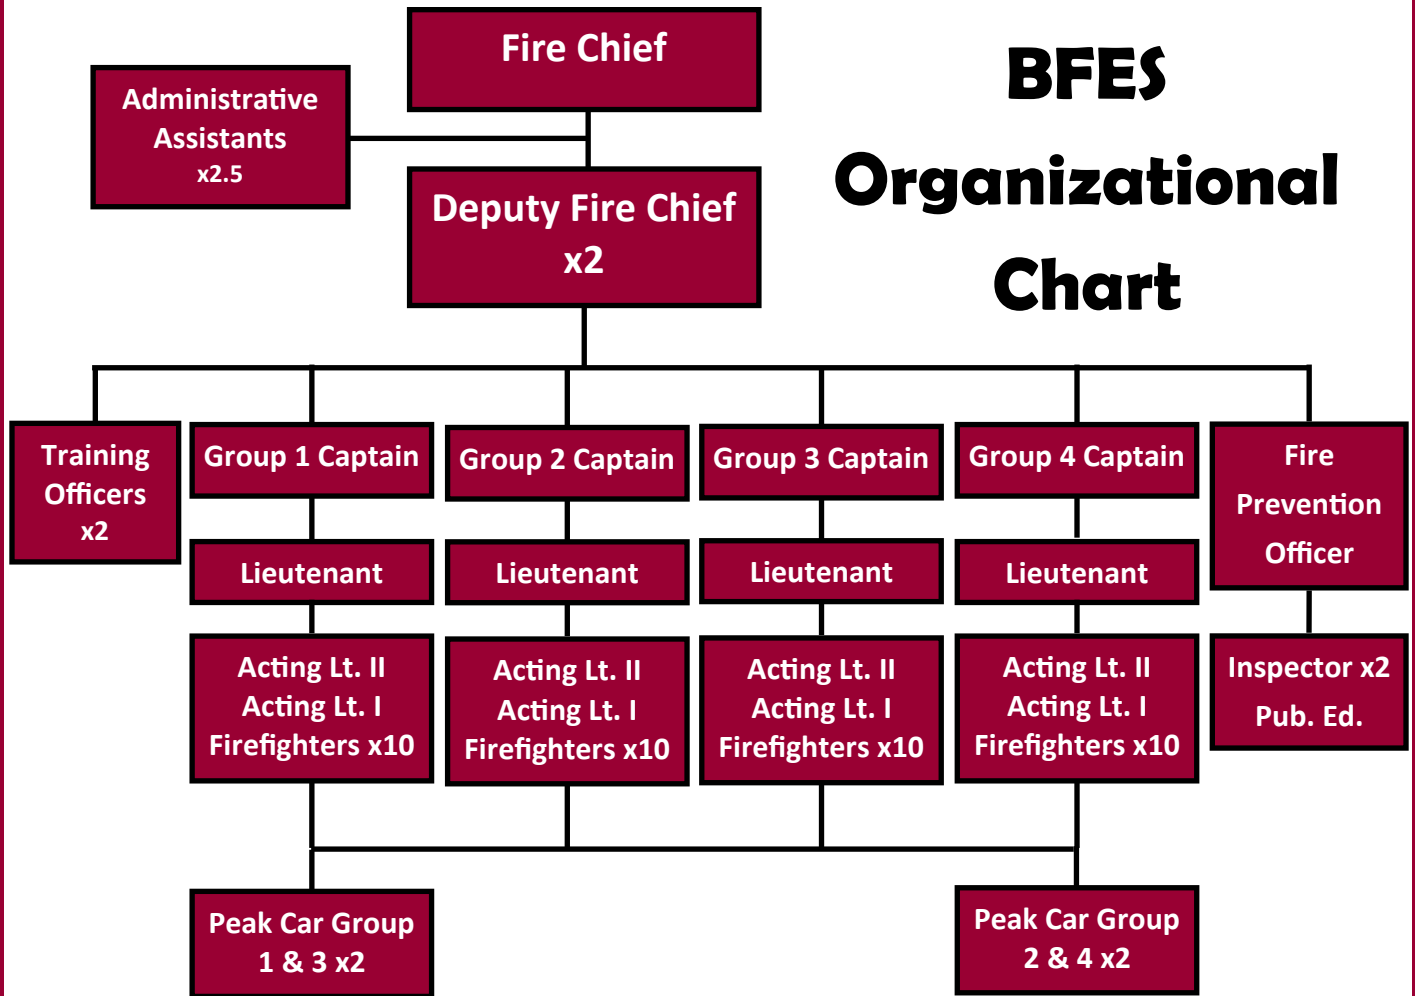 Fire Chief
BFES
Organizational
Chart
Administrative
Assistants
x2.5
Deputy Fire Chief
x2
Training
Officers
x2
Group 1 Captain
Group 2 Captain
Group 3 Captain
Group 4 Captain
Fire
Prevention
Officer
Lieutenant
Lieutenant
Lieutenant
Lieutenant
Acting Lt. II
Acting Lt. I
Firefighters x10
Acting Lt. II
Acting Lt. I
Firefighters x10
Acting Lt. II
Acting Lt. I
Firefighters x10
Acting Lt. II
Acting Lt. I
Firefighters x10
Inspector x2
Pub. Ed.
Peak Car Group
1 & 3 x2
Peak Car Group
2 & 4 x2